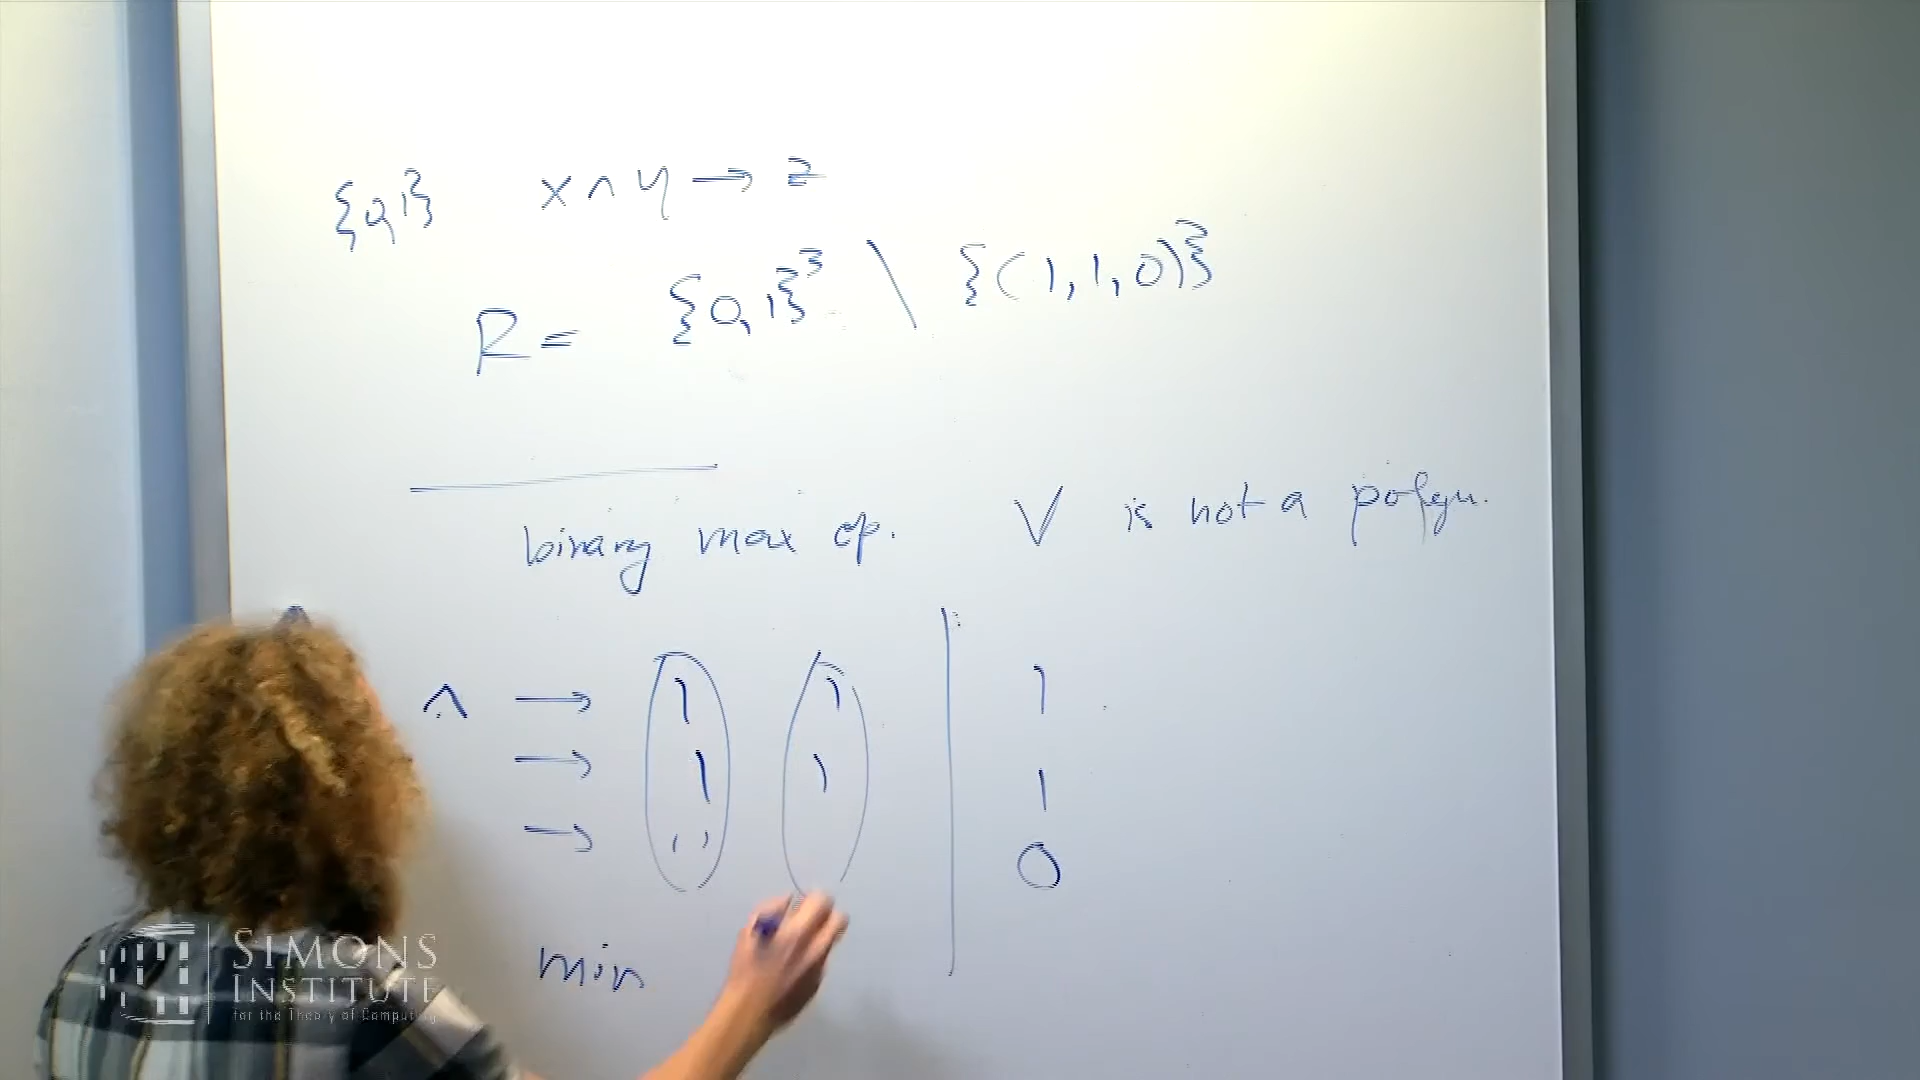 {0,1} x ∧ y → z
R = {0,1}³ \ {(1,1,0)}
binary max op. V is not a polym.
∧ → 1 1 | 1
→ 1 1 | 1
→ | 0
min
SIMONS
INSTITUTE
for the Theory of Computing